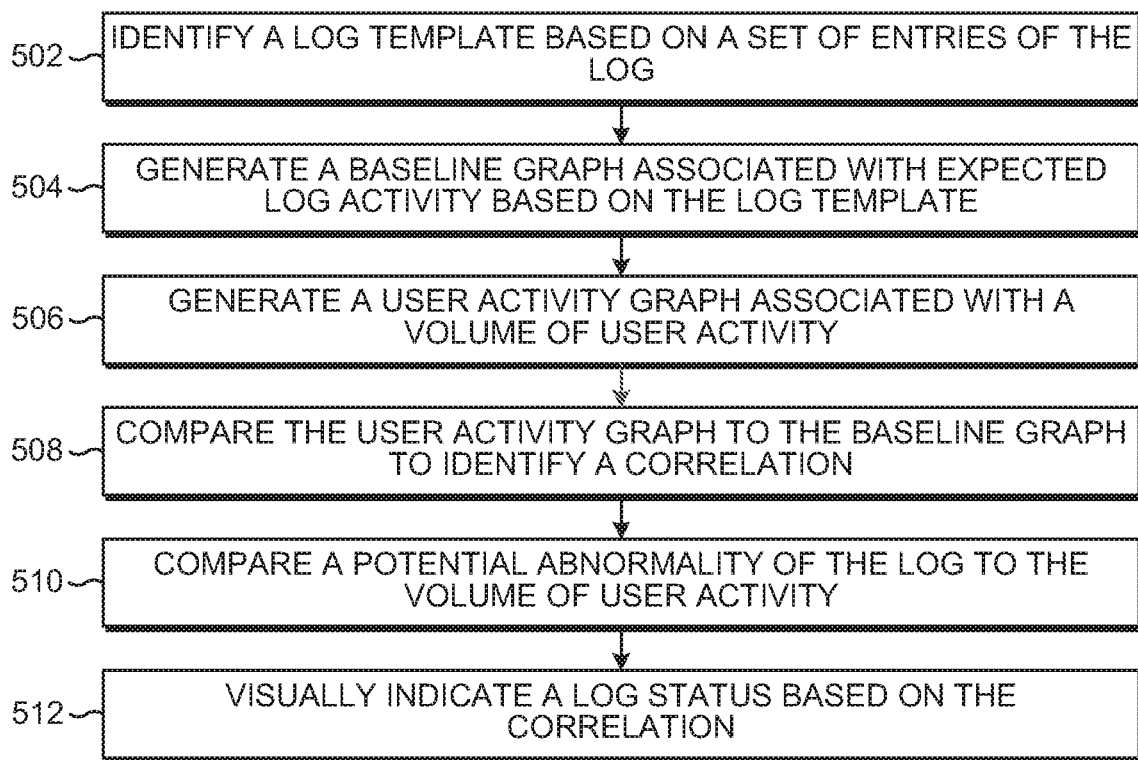 502
IDENTIFY A LOG TEMPLATE BASED ON A SET OF ENTRIES OF THE
LOG
504
GENERATE A BASELINE GRAPH ASSOCIATED WITH EXPECTED
LOG ACTIVITY BASED ON THE LOG TEMPLATE
506
GENERATE A USER ACTIVITY GRAPH ASSOCIATED WITH A
VOLUME OF USER ACTIVITY
508
COMPARE THE USER ACTIVITY GRAPH TO THE BASELINE GRAPH
TO IDENTIFY A CORRELATION
510
COMPARE A POTENTIAL ABNORMALITY OF THE LOG TO THE
VOLUME OF USER ACTIVITY
512
VISUALLY INDICATE A LOG STATUS BASED ON THE
CORRELATION